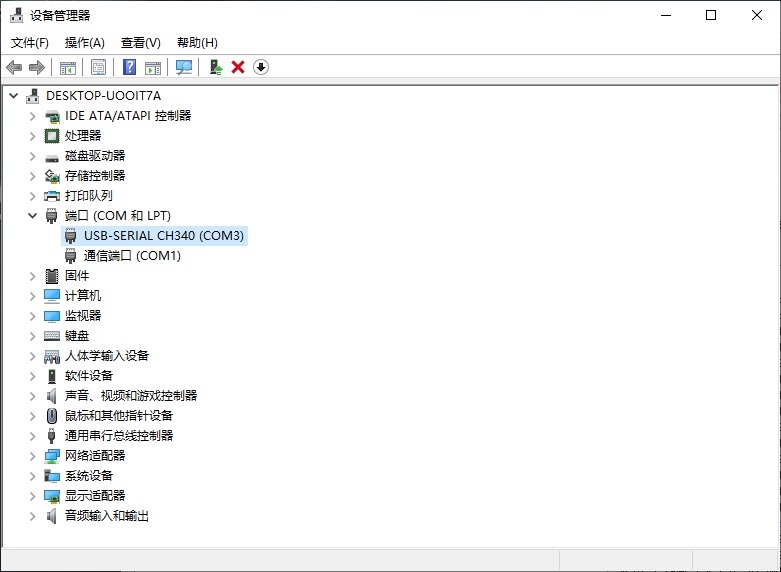 设备管理器
文件(F) 操作(A) 查看(V) 帮助(H)
DESKTOP-UOOIT7A
IDE ATA/ATAPI 控制器
处理器
磁盘驱动器
存储控制器
打印队列
端口 (COM 和 LPT)
USB-SERIAL CH340 (COM3)
通信端口 (COM1)
固件
计算机
监视器
键盘
人体学输入设备
软件设备
声音、视频和游戏控制器
鼠标和其他指针设备
通用串行总线控制器
网络适配器
系统设备
显示适配器
音频输入和输出